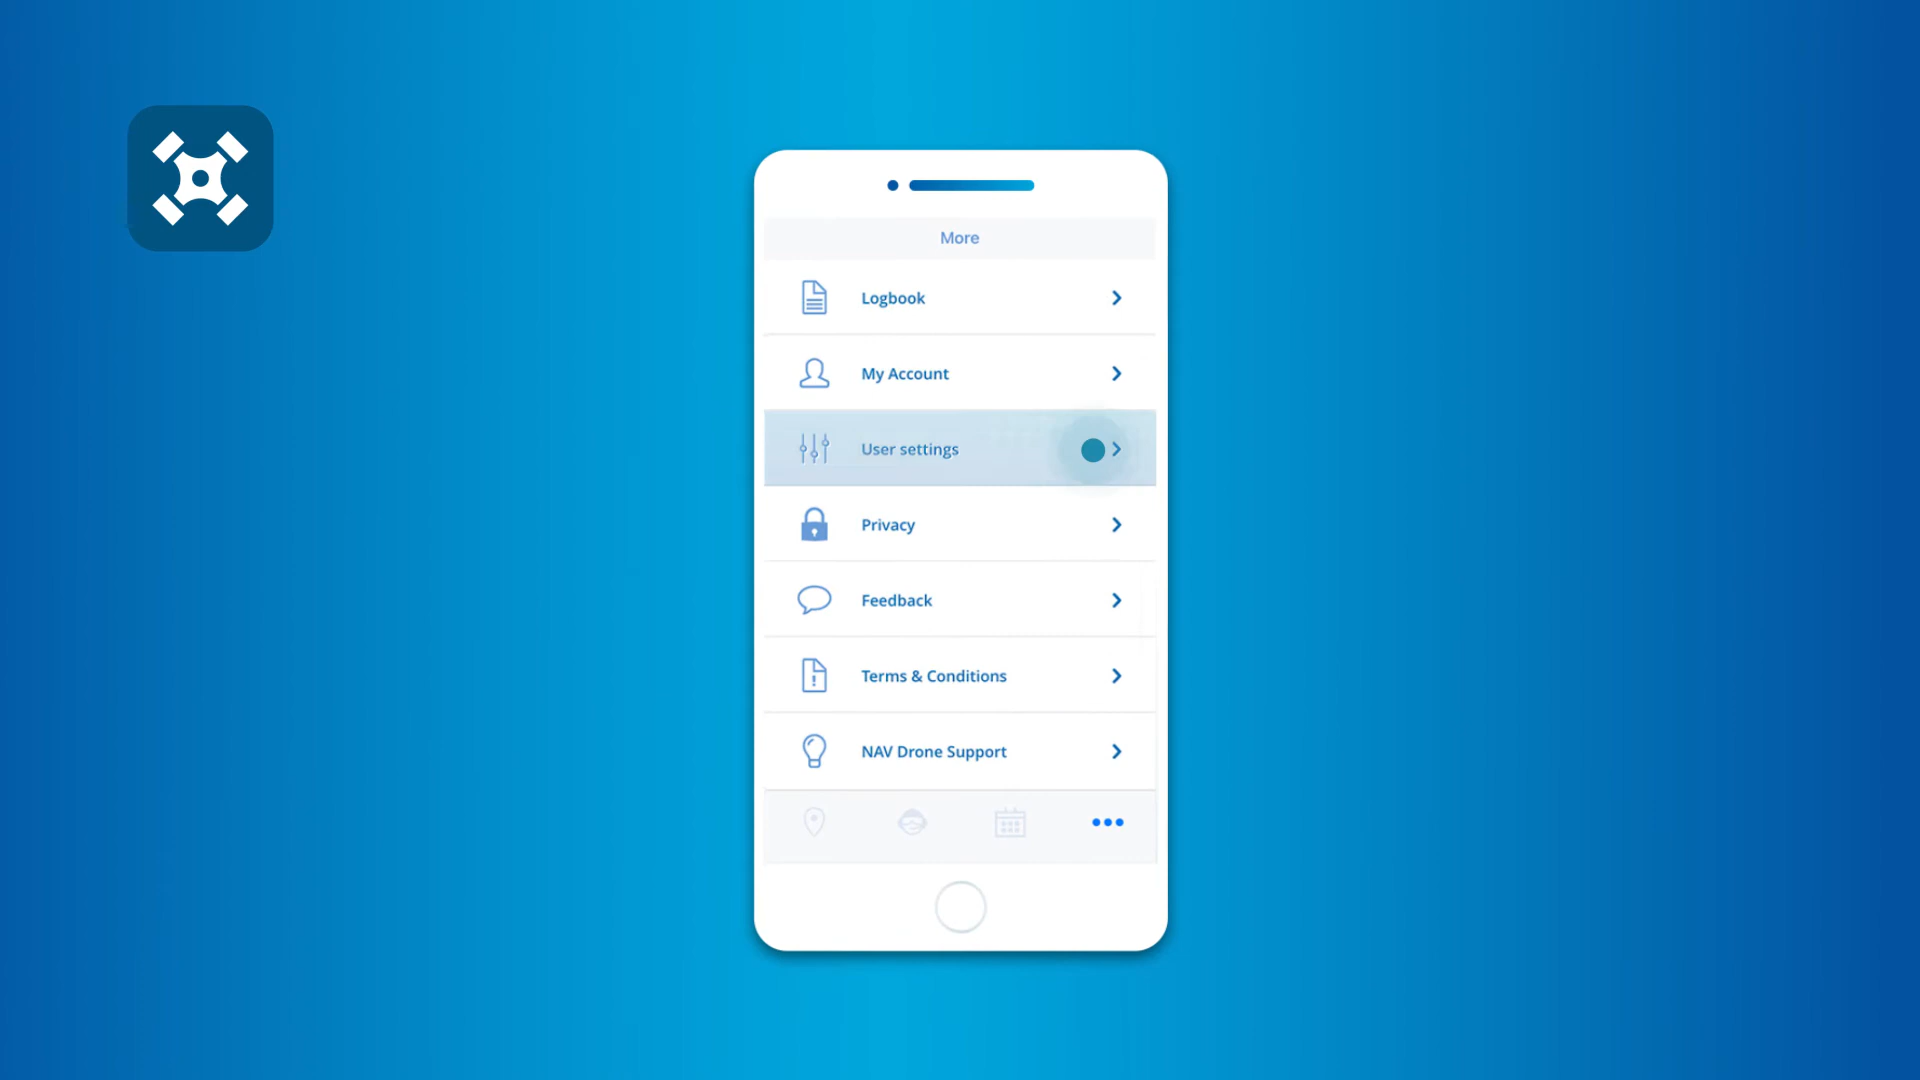 More
Logbook
My Account
User settings
Privacy
Feedback
Terms & Conditions
NAV Drone Support